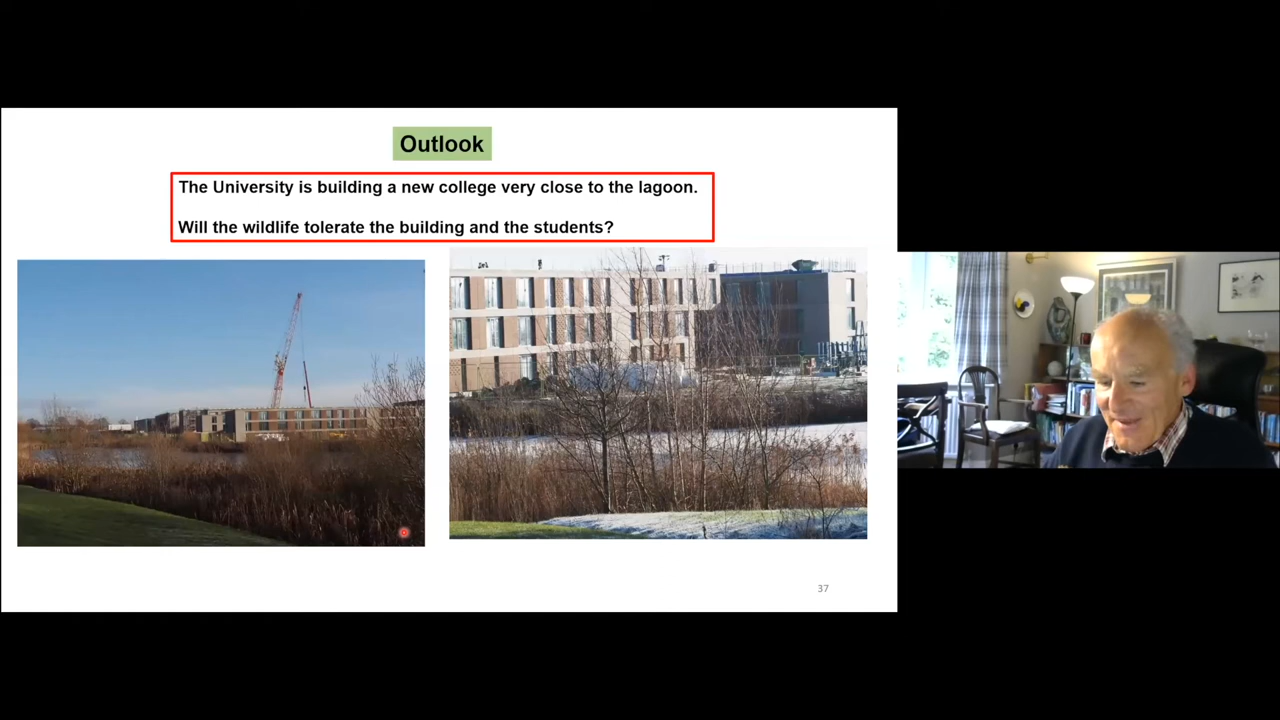 Outlook
The University is building a new college very close to the lagoon.
Will the wildlife tolerate the building and the students?
37